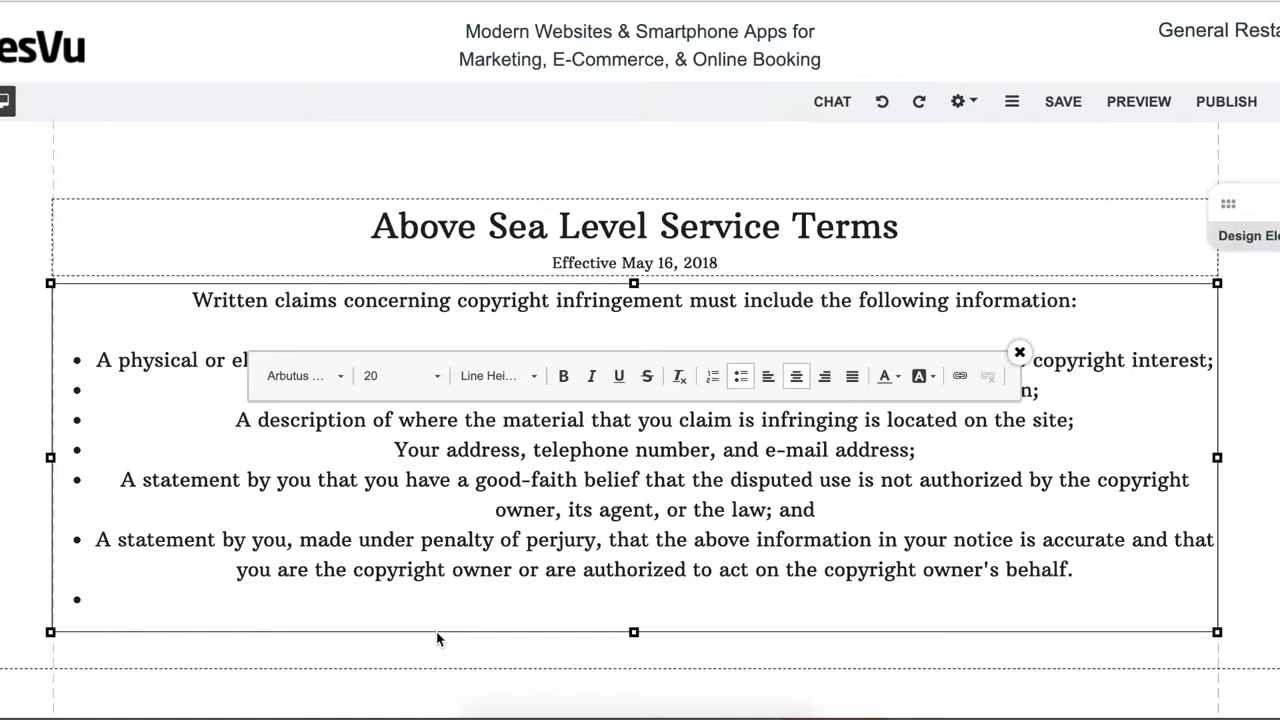 esVu
Modern Websites & Smartphone Apps for
Marketing, E-Commerce, & Online Booking
General Resta
CHAT
SAVE
PREVIEW
PUBLISH
Design Ele
Above Sea Level Service Terms
Effective May 16, 2018
Written claims concerning copyright infringement must include the following information:
• A physical or el copyright interest;
• n;
Arbutus ...
20
Line Hei...
B I U S
• A description of where the material that you claim is infringing is located on the site;
• Your address, telephone number, and e-mail address;
• A statement by you that you have a good-faith belief that the disputed use is not authorized by the copyright
owner, its agent, or the law; and
• A statement by you, made under penalty of perjury, that the above information in your notice is accurate and that
you are the copyright owner or are authorized to act on the copyright owner's behalf.
•